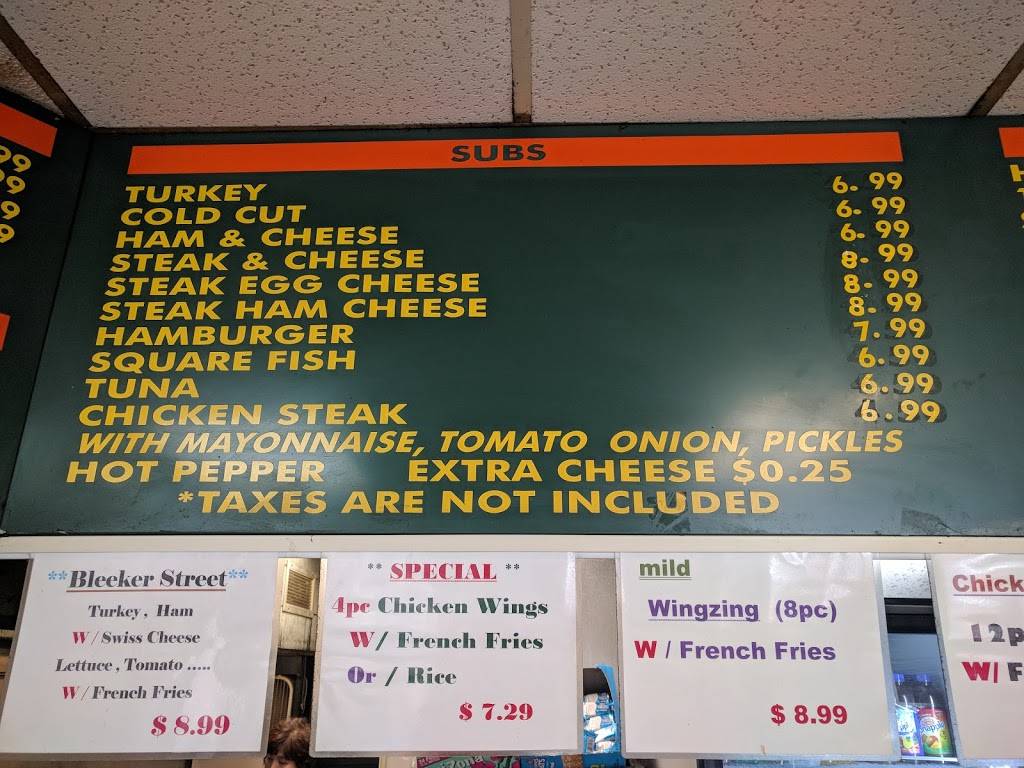 SUBS
TURKEY 6.99
COLD CUT 6.99
HAM & CHEESE 6.99
STEAK & CHEESE 8.99
STEAK EGG CHEESE 8.99
STEAK HAM CHEESE 8.99
HAMBURGER 7.99
SQUARE FISH 6.99
TUNA 6.99
CHICKEN STEAK 6.99
WITH MAYONNAISE, TOMATO ONION, PICKLES
HOT PEPPER EXTRA CHEESE $0.25
*TAXES ARE NOT INCLUDED
**Bleeker Street**
Turkey, Ham
W/Swiss Cheese
Lettuce, Tomato .....
W/French Fries
$ 8.99
** SPECIAL **
4pc Chicken Wings
W/ French Fries
Or / Rice
$ 7.29
mild
Wingzing (8pc)
W / French Fries
$ 8.99
Chick
12p
W/ F